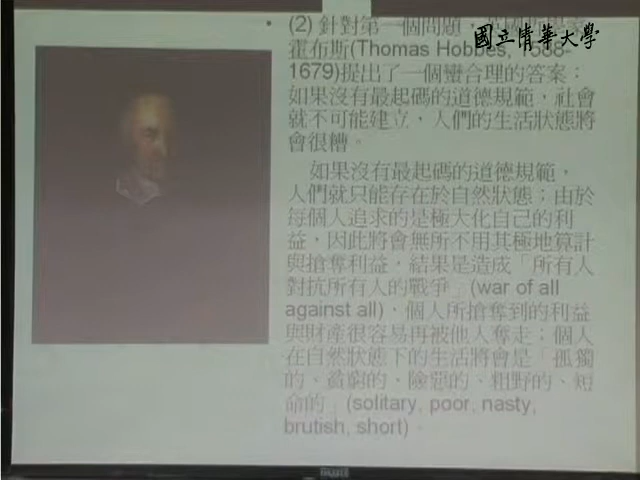 (2) 針對第一個問題，英國哲學家
國立清華大學
霍布斯(Thomas Hobbes, 1588-
1679)提出了一個蠻合理的答案：
如果沒有最起碼的道德規範，社會
就不可能建立，人們的生活狀態將
會很糟。
如果沒有最起碼的道德規範，
人們就只能存在於自然狀態；由於
每個人追求的是極大化自己的利
益，因此將會無所不用其極地算計
與搶奪利益，結果是造成「所有人
對抗所有人的戰爭」(war of all
against all)，個人所搶奪到的利益
與財產很容易再被他人奪走；個人
在自然狀態下的生活將會是「孤獨
的、貧窮的、險惡的、粗野的、短
命的」(solitary, poor, nasty,
brutish, short)。